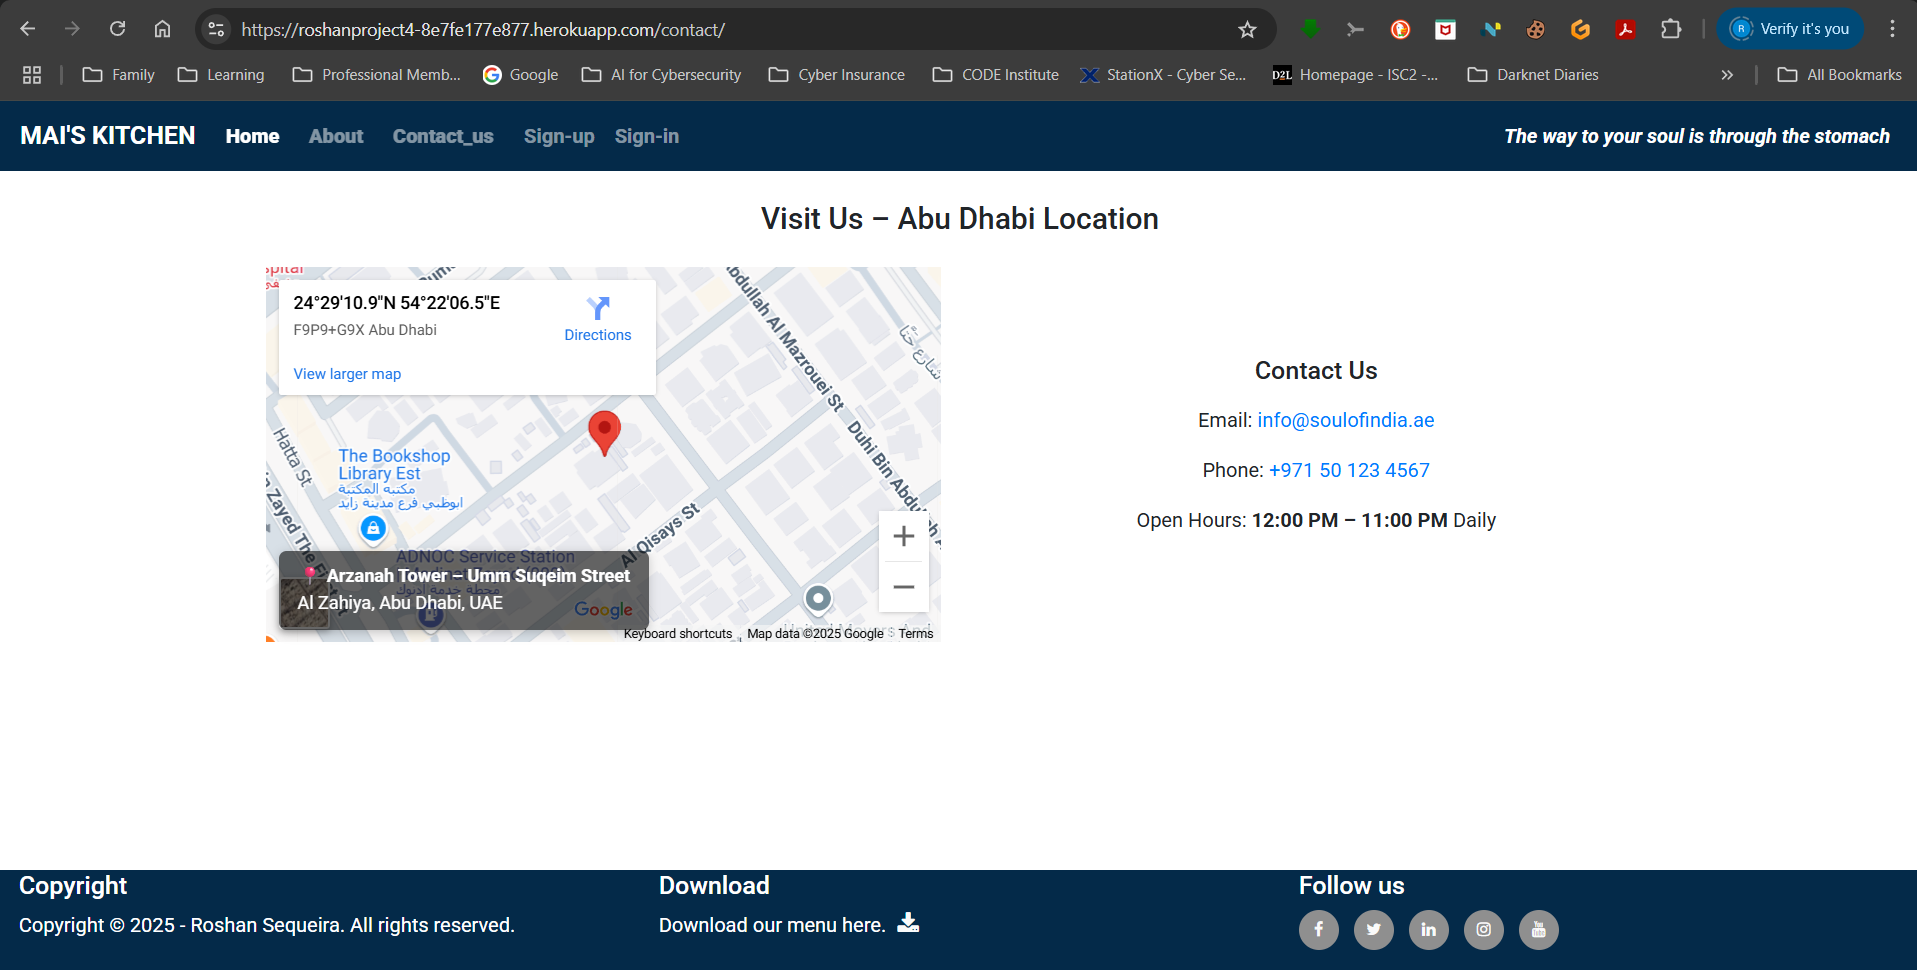 https://roshanproject4-8e7fe177e877.herokuapp.com/contact/
Verify it's you
Family
Learning
Professional Memb...
Google
AI for Cybersecurity
Cyber Insurance
CODE Institute
StationX - Cyber Se...
D2L
Homepage - ISC2 -...
Darknet Diaries
All Bookmarks
MAI'S KITCHEN
Home
About
Contact_us
Sign-up
Sign-in
The way to your soul is through the stomach
Visit Us – Abu Dhabi Location
24°29'10.9"N 54°22'06.5"E
F9P9+G9X Abu Dhabi
Directions
View larger map
Abdullah Al Mazrouei St
شارع حتا
Hatta St
The Bookshop
Library Est
مكتبة المكتبة
ابوظبي فرع مدينة زايد
Duhi Bin
Al Qisays St
ADNOC Service Station
محطة خدمة أدنوك
📍 Arzanah Tower – Umm Suqeim Street
Al Zahiya, Abu Dhabi, UAE
Google
Keyboard shortcuts
Map data ©2025 Google
Terms
Contact Us
Email: info@soulofindia.ae
Phone: +971 50 123 4567
Open Hours: 12:00 PM – 11:00 PM Daily
Copyright
Copyright © 2025 - Roshan Sequeira. All rights reserved.
Download
Download our menu here.
Follow us